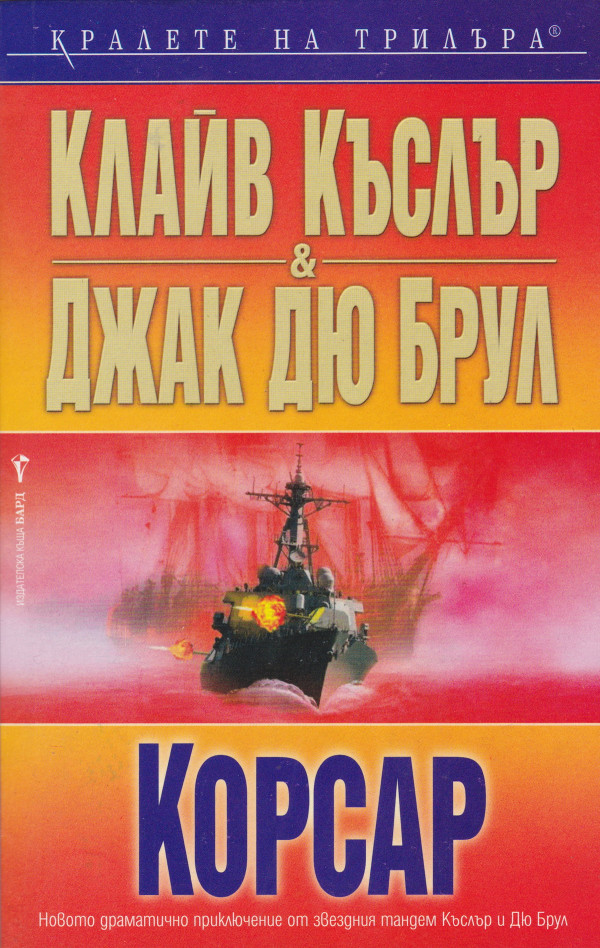 КРАЛЕТЕ НА ТРИЛЪРА®
КЛАЙВ КЪСЛЪР
&
ДЖАК ДЮ БРУЛ
ИЗДАТЕЛСКА КЪЩА БАРД
КОРСАР
Новото драматично приключение от звездния тандем Къслър и Дю Брул